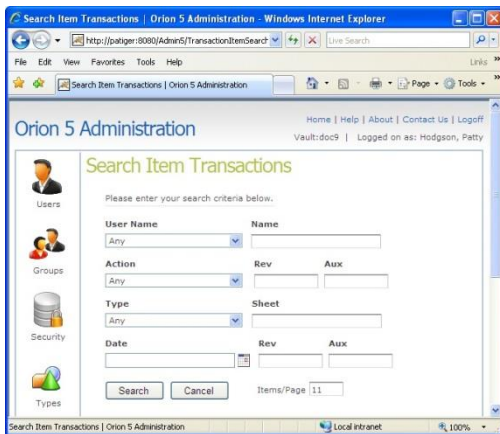 Search Item Transactions | Orion 5 Administration - Windows Internet Explorer
http://patiger:8080/Admin5/TransactionItemSearch
Live Search
File Edit View Favorites Tools Help
Links »
Search Item Transactions | Orion 5 Administration
Page Tools »
Orion 5 Administration
Home | Help | About | Contact Us | Logoff
Vault:doc9 | Logged on as: Hodgson, Patty
Users
Groups
Security
Types
Search Item Transactions
Please enter your search criteria below.
User Name Name
Any
Action Rev Aux
Any
Type Sheet
Any
Date Rev Aux
Search Cancel Items/Page 11
Search Item Transactions | Orion 5 Administration Local intranet 100%